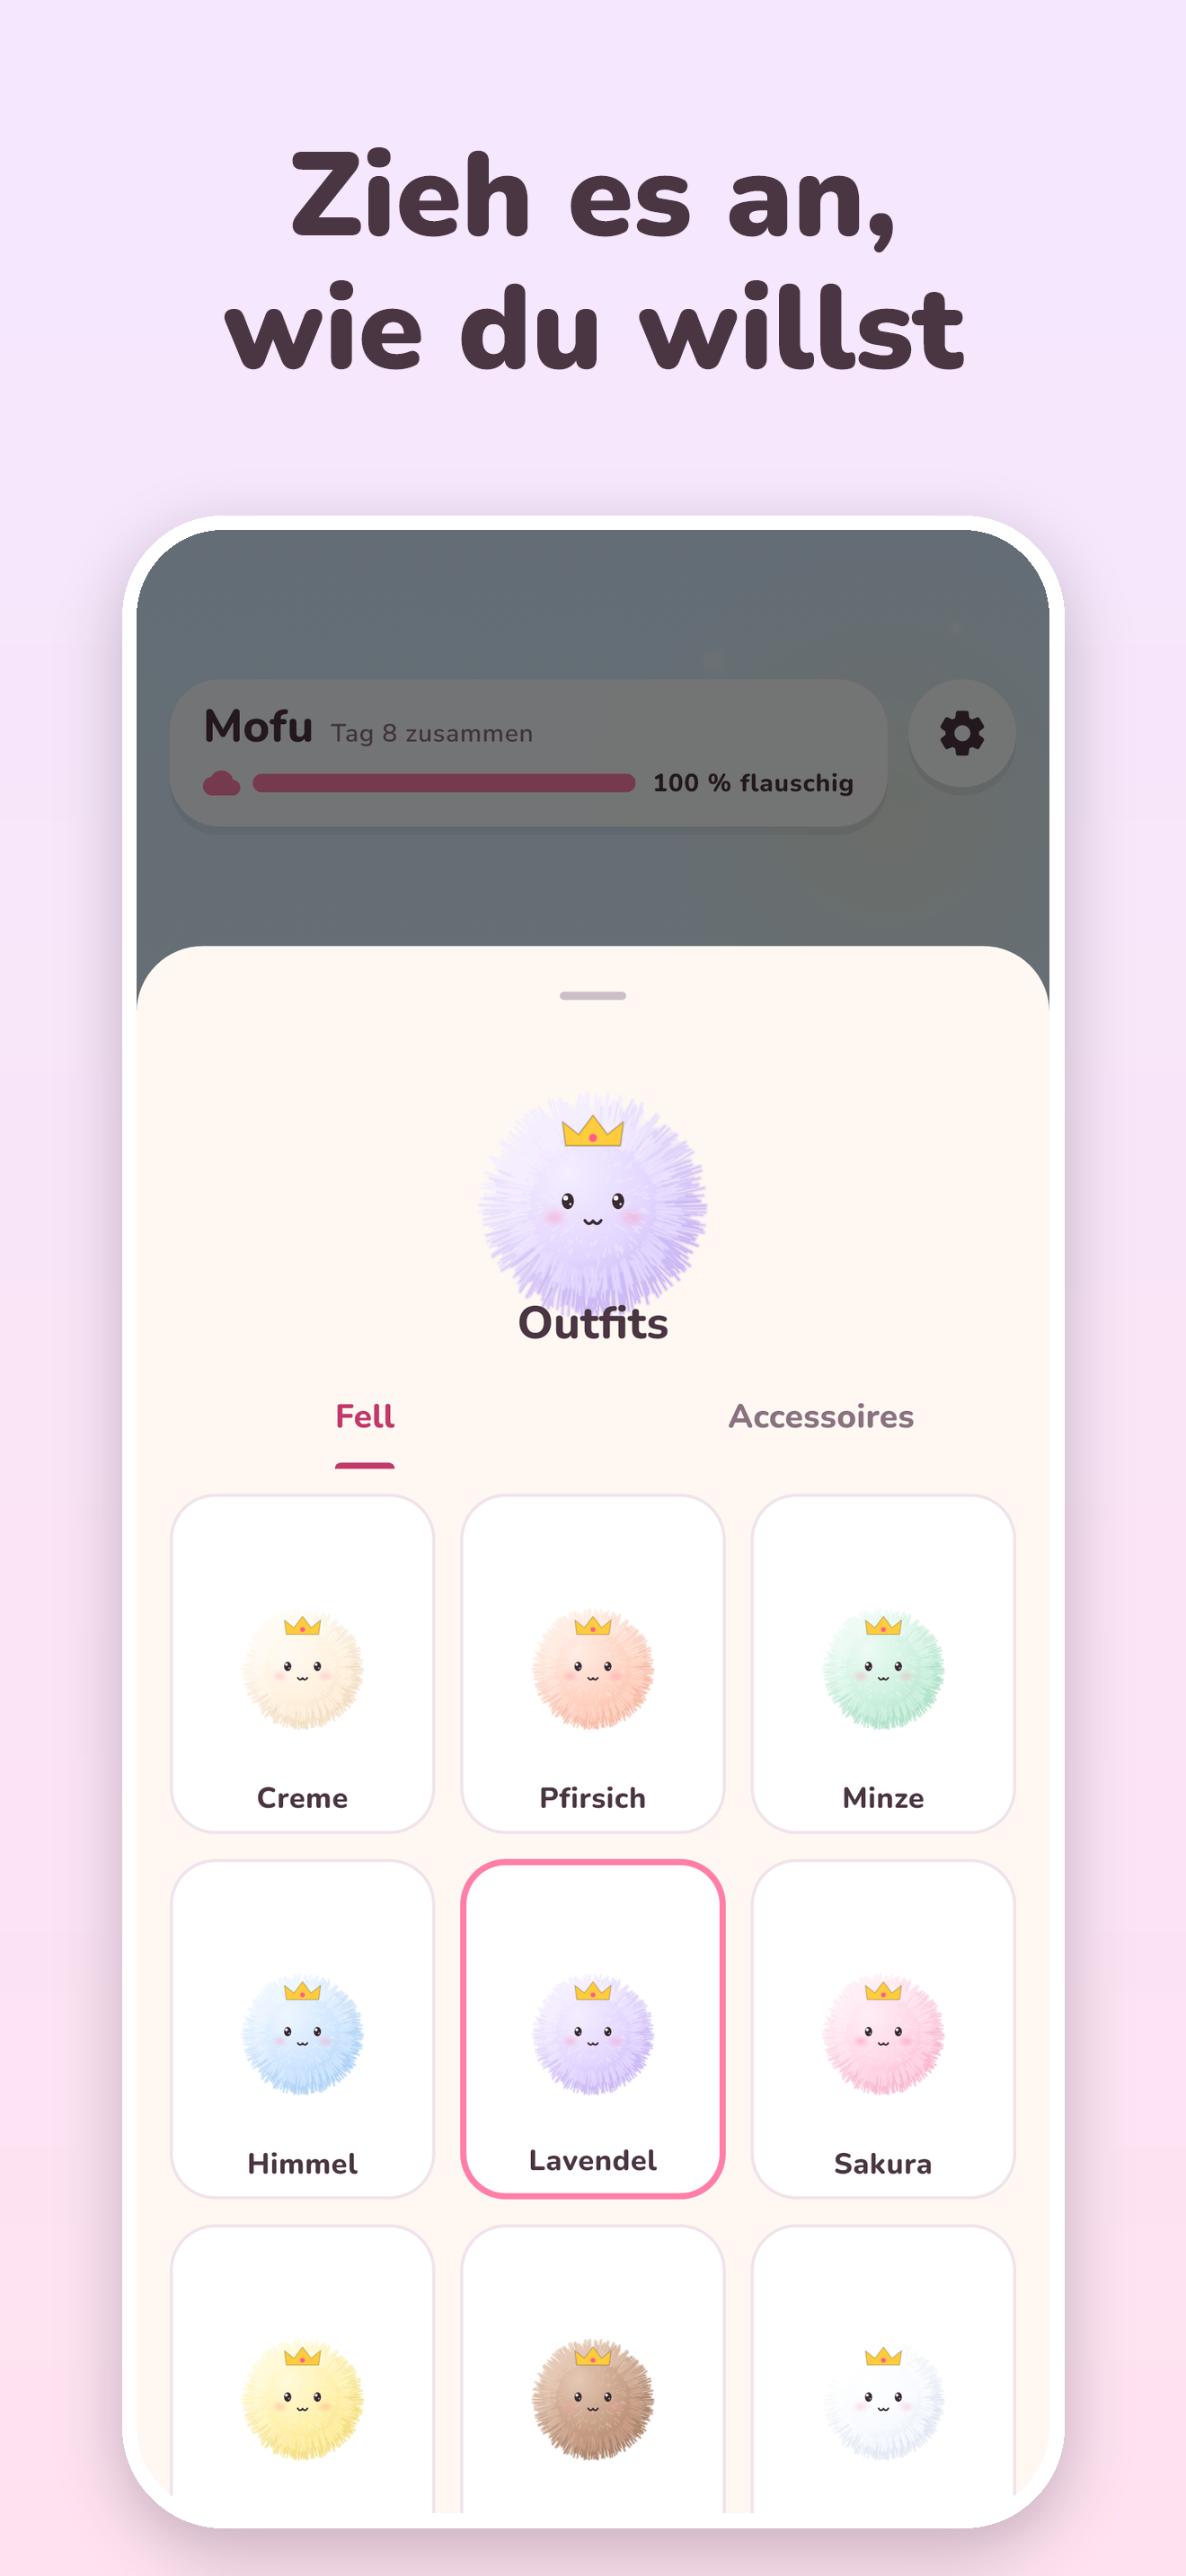 Zieh es an,
wie du willst
Mofu Tag 8 zusammen
100 % flauschig
Outfits
Fell Accessoires
Creme Pfirsich Minze
Himmel Lavendel Sakura